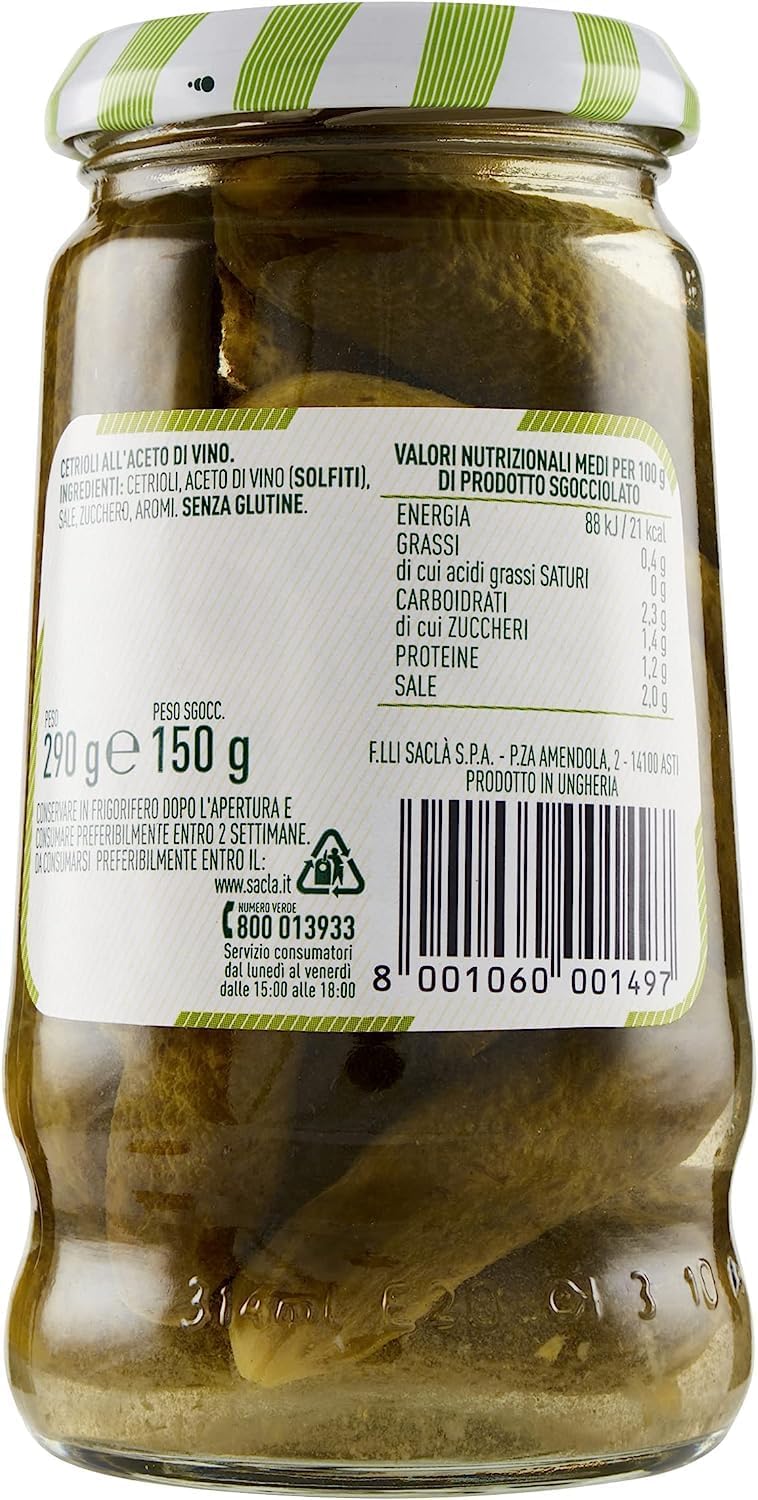 CETRIOLI ALL'ACETO DI VINO.
INGREDIENTI: CETRIOLI, ACETO DI VINO (SOLFITI),
SALE, ZUCCHERO, AROMI. SENZA GLUTINE.
VALORI NUTRIZIONALI MEDI PER 100 g
DI PRODOTTO SGOCCIOLATO
ENERGIA 88 kJ / 21 kcal
GRASSI 0,4 g
di cui acidi grassi SATURI 0 g
CARBOIDRATI 2,3 g
di cui ZUCCHERI 1,4 g
PROTEINE 1,2 g
SALE 2,0 g
PESO PESO SGOCC.
290 g e 150 g
F.LLI SACLÀ S.P.A. - P.ZA AMENDOLA, 2 - 14100 ASTI
PRODOTTO IN UNGHERIA
CONSERVARE IN FRIGORIFERO DOPO L'APERTURA E
CONSUMARE PREFERIBILMENTE ENTRO 2 SETTIMANE.
DA CONSUMARSI PREFERIBILMENTE ENTRO IL:
www.sacla.it
NUMERO VERDE
800 013933
Servizio consumatori
dal lunedì al venerdì
dalle 15:00 alle 18:00
8 001060 001497
314ml 3 10